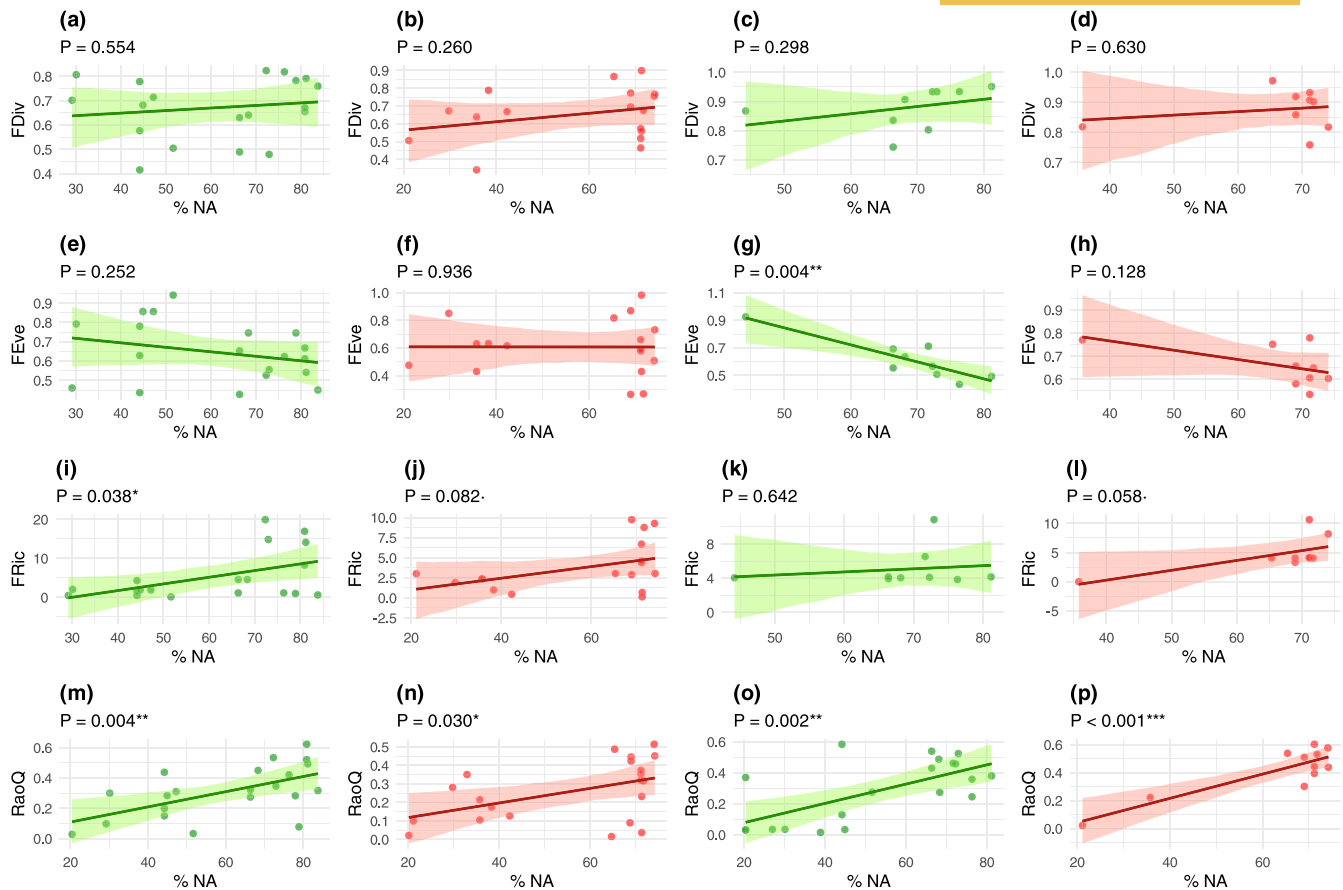 (a) (b) (c) (d)
P = 0.554 P = 0.260 P = 0.298 P = 0.630
FDiv 0.8 0.7 0.6 0.5 0.4
30 40 50 60 70 80
% NA
FDiv 0.9 0.8 0.7 0.6 0.5 0.4
20 40 60
% NA
FDiv 1.0 0.9 0.8 0.7
50 60 70 80
% NA
FDiv 1.0 0.9 0.8 0.7
40 50 60 70
% NA
(e) (f) (g) (h)
P = 0.252 P = 0.936 P = 0.004** P = 0.128
FEve 0.9 0.8 0.7 0.6 0.5
30 40 50 60 70 80
% NA
FEve 1.0 0.8 0.6 0.4
20 40 60
% NA
FEve 1.1 0.9 0.7 0.5
50 60 70 80
% NA
FEve 0.9 0.8 0.7 0.6
40 50 60 70
% NA
(i) (j) (k) (l)
P = 0.038* P = 0.082· P = 0.642 P = 0.058·
FRic 20 10 0
30 40 50 60 70 80
% NA
FRic 10.0 7.5 5.0 2.5 0.0 -2.5
20 40 60
% NA
FRic 8 4 0
50 60 70 80
% NA
FRic 10 5 0 -5
40 50 60 70
% NA
(m) (n) (o) (p)
P = 0.004** P = 0.030* P = 0.002** P < 0.001***
RaoQ 0.6 0.4 0.2 0.0
20 40 60 80
% NA
RaoQ 0.5 0.4 0.3 0.2 0.1 0.0
20 40 60
% NA
RaoQ 0.6 0.4 0.2 0.0
20 30 40 50 60 70 80
% NA
RaoQ 0.6 0.4 0.2 0.0
20 30 40 50 60 70
% NA